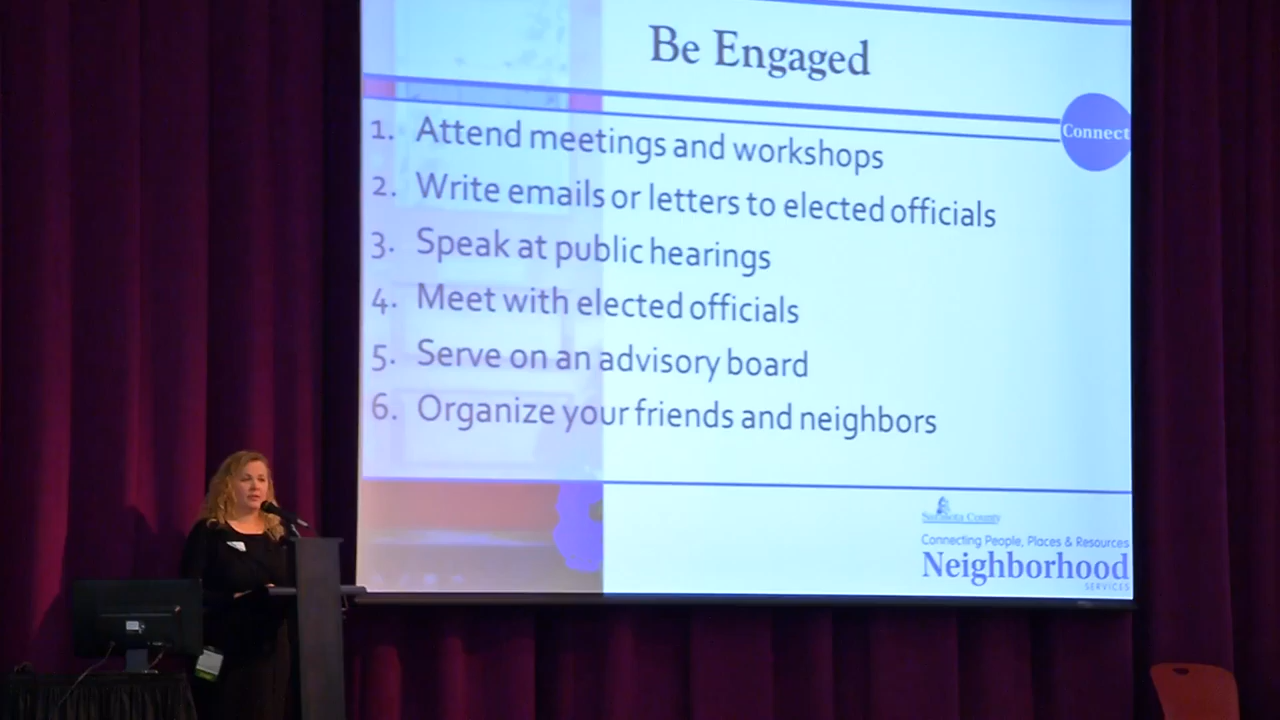 Be Engaged
Connect
1. Attend meetings and workshops
2. Write emails or letters to elected officials
3. Speak at public hearings
4. Meet with elected officials
5. Serve on an advisory board
6. Organize your friends and neighbors
Sarasota County
Connecting People, Places & Resources
Neighborhood
SERVICES